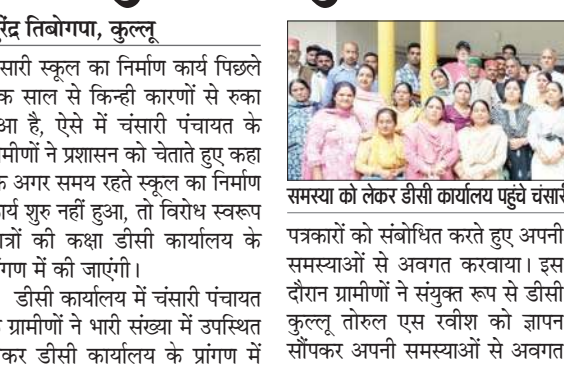 तिबोगपा, कुल्लू
स्कूल का निर्माण कार्य पिछले
साल से किन्ही कारणों से रुका
है, ऐसे में चंसारी पंचायत के
ने प्रशासन को चेताते हुए कहा
अगर समय रहते स्कूल का निर्माण
शुरु नहीं हुआ, तो विरोध स्वरूप
की कक्षा डीसी कार्यालय के
में की जाएंगी।
डीसी कार्यालय में चंसारी पंचायत
ग्रामीणों ने भारी संख्या में उपस्थित
डीसी कार्यालय के प्रांगण में
समस्या को लेकर डीसी कार्यालय पहुंचे चंसारी
पत्रकारों को संबोधित करते हुए अपनी
समस्याओं से अवगत करवाया। इस
दौरान ग्रामीणों ने संयुक्त रूप से डीसी
कुल्लू तोरुल एस रवीश को ज्ञापन
सौंपकर अपनी समस्याओं से अवगत